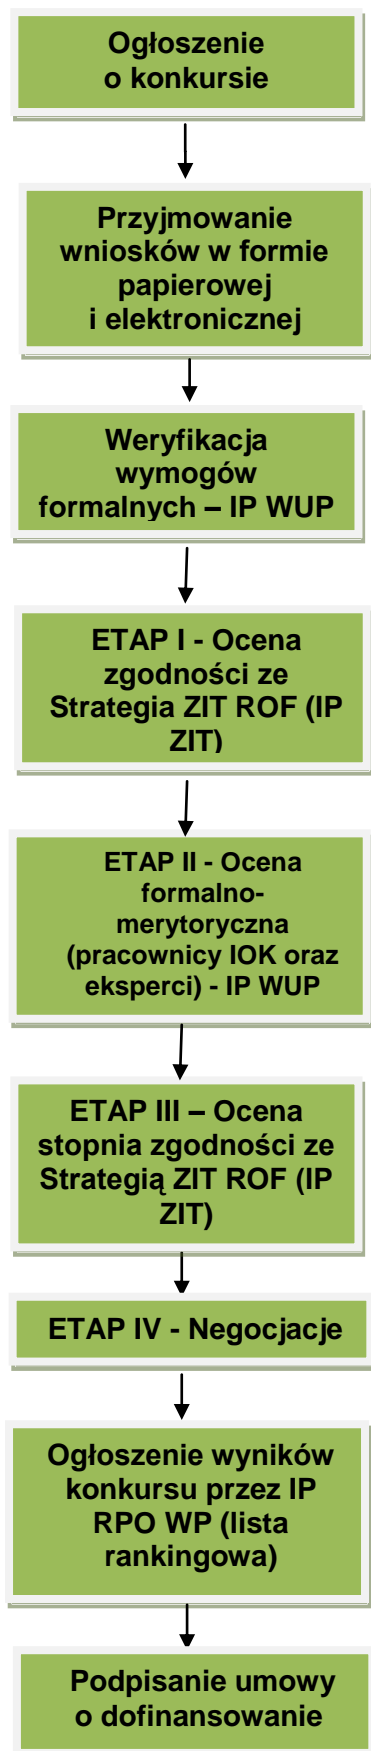 Ogłoszenie
o konkursie
Przyjmowanie
wniosków w formie
papierowej
i elektronicznej
Weryfikacja
wymogów
formalnych – IP WUP
ETAP I - Ocena
zgodności ze
Strategia ZIT ROF (IP
ZIT)
ETAP II - Ocena
formalno-
merytoryczna
(pracownicy IOK oraz
eksperci) - IP WUP
ETAP III – Ocena
stopnia zgodności ze
Strategią ZIT ROF (IP
ZIT)
ETAP IV - Negocjacje
Ogłoszenie wyników
konkursu przez IP
RPO WP (lista
rankingowa)
Podpisanie umowy
o dofinansowanie